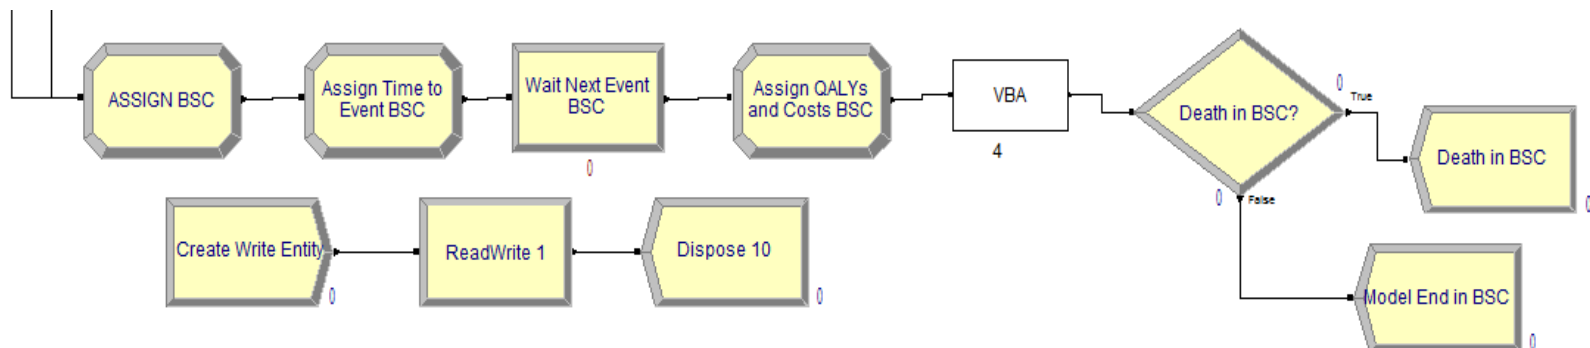 ASSIGN BSC
Assign Time to
Event BSC
Wait Next Event
BSC
0
Assign QALYs
and Costs BSC
VBA
4
Death in BSC?
0
True
0
False
Death in BSC
0
Model End in BSC
0
Create Write Entity
0
ReadWrite 1
Dispose 10
0